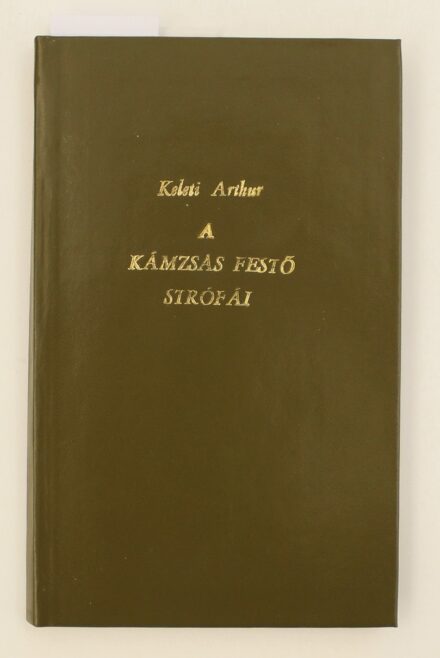 Keleti Arthur
A
KÁMZSÁS FESTŐ
STRÓFÁI